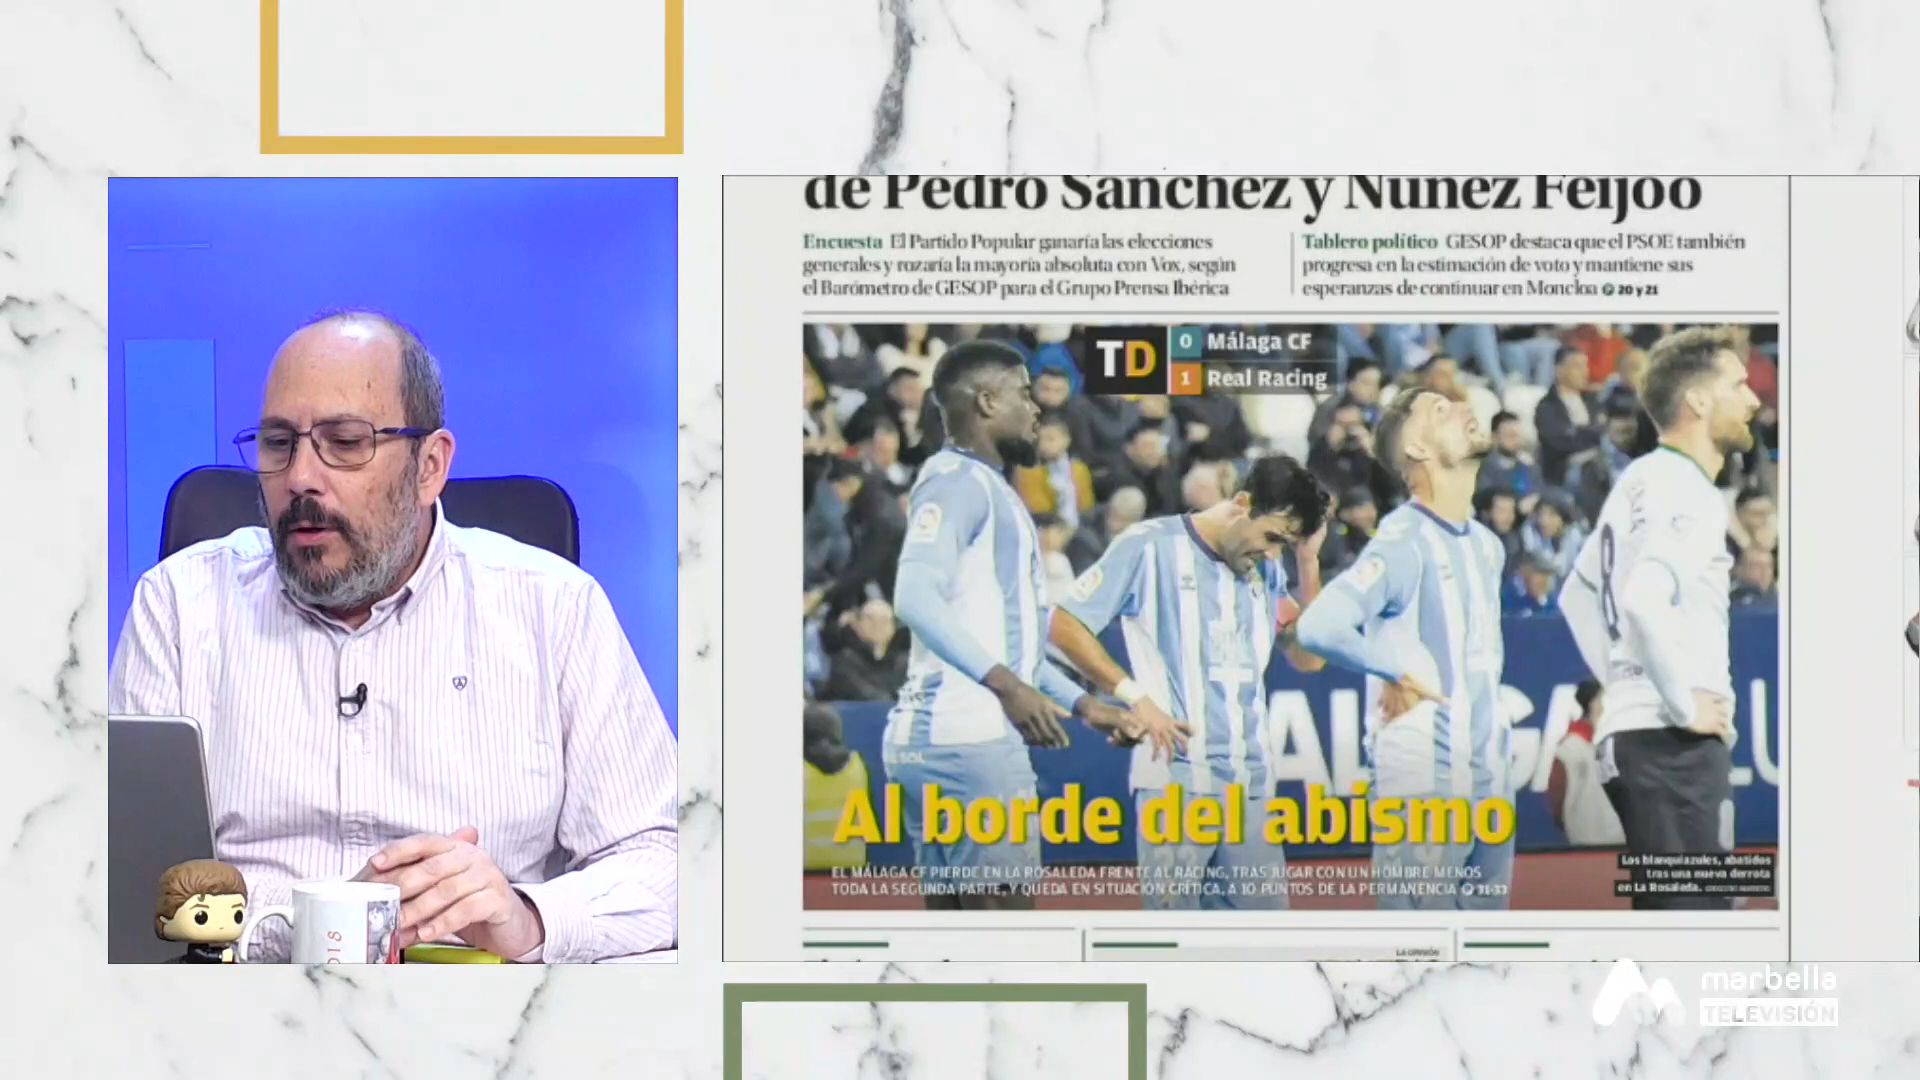 de Pedro Sánchez y Núñez Feijóo
Encuesta El Partido Popular ganaría las elecciones
generales y rozaría la mayoría absoluta con Vox, según
el Barómetro de GESOP para el Grupo Prensa Ibérica
Tablero político GESOP destaca que el PSOE también
progresa en la estimación de voto y mantiene sus
esperanzas de continuar en Moncloa 20 y 21
TD
0 Málaga CF
1 Real Racing
8
Al borde del abismo
EL MÁLAGA CF PIERDE EN LA ROSALEDA FRENTE AL RACING, TRAS JUGAR CON UN HOMBRE MENOS
TODA LA SEGUNDA PARTE, Y QUEDA EN SITUACIÓN CRÍTICA, A 10 PUNTOS DE LA PERMANENCIA 31-33
Los blanquiazules, abatidos
tras una nueva derrota
en La Rosaleda.
LA OPINIÓN
marbella
TELEVISIÓN